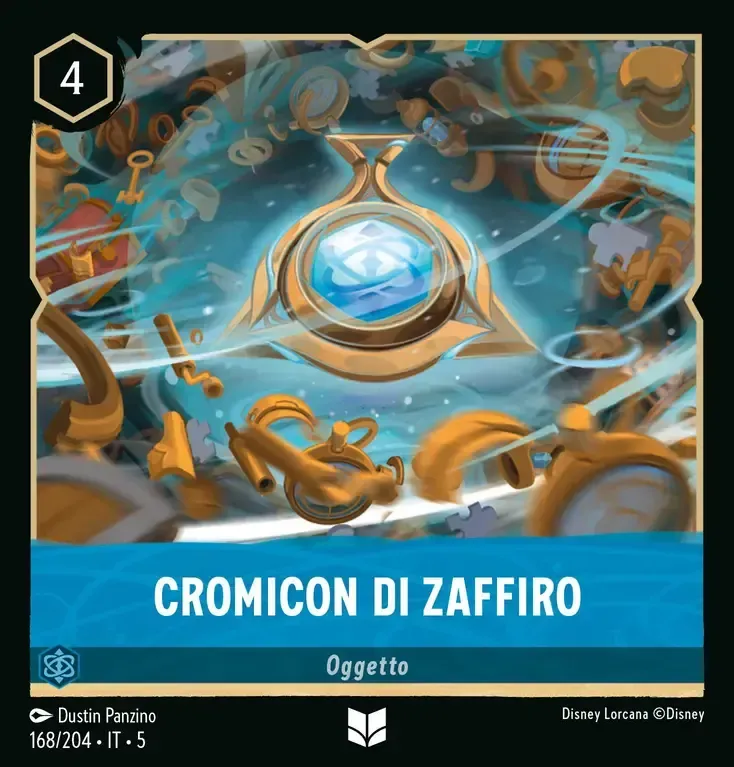 4
CROMICON DI ZAFFIRO
Oggetto
Dustin Panzino
Disney Lorcana ©Disney
168/204 • IT • 5